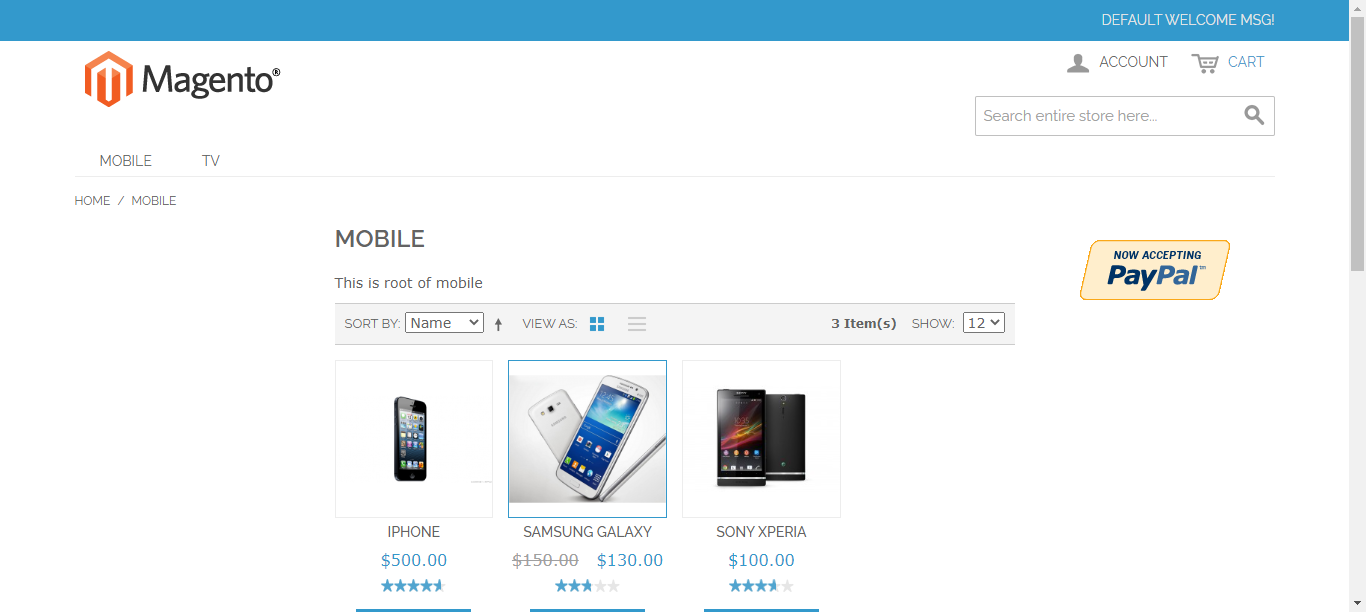 DEFAULT WELCOME MSG!
Magento®
ACCOUNT CART
Search entire store here...
MOBILE TV
HOME / MOBILE
MOBILE
NOW ACCEPTING
PayPal™
This is root of mobile
SORT BY: Name VIEW AS: 3 Item(s) SHOW: 12
IPHONE SAMSUNG GALAXY SONY XPERIA
$500.00 $150.00 $130.00 $100.00